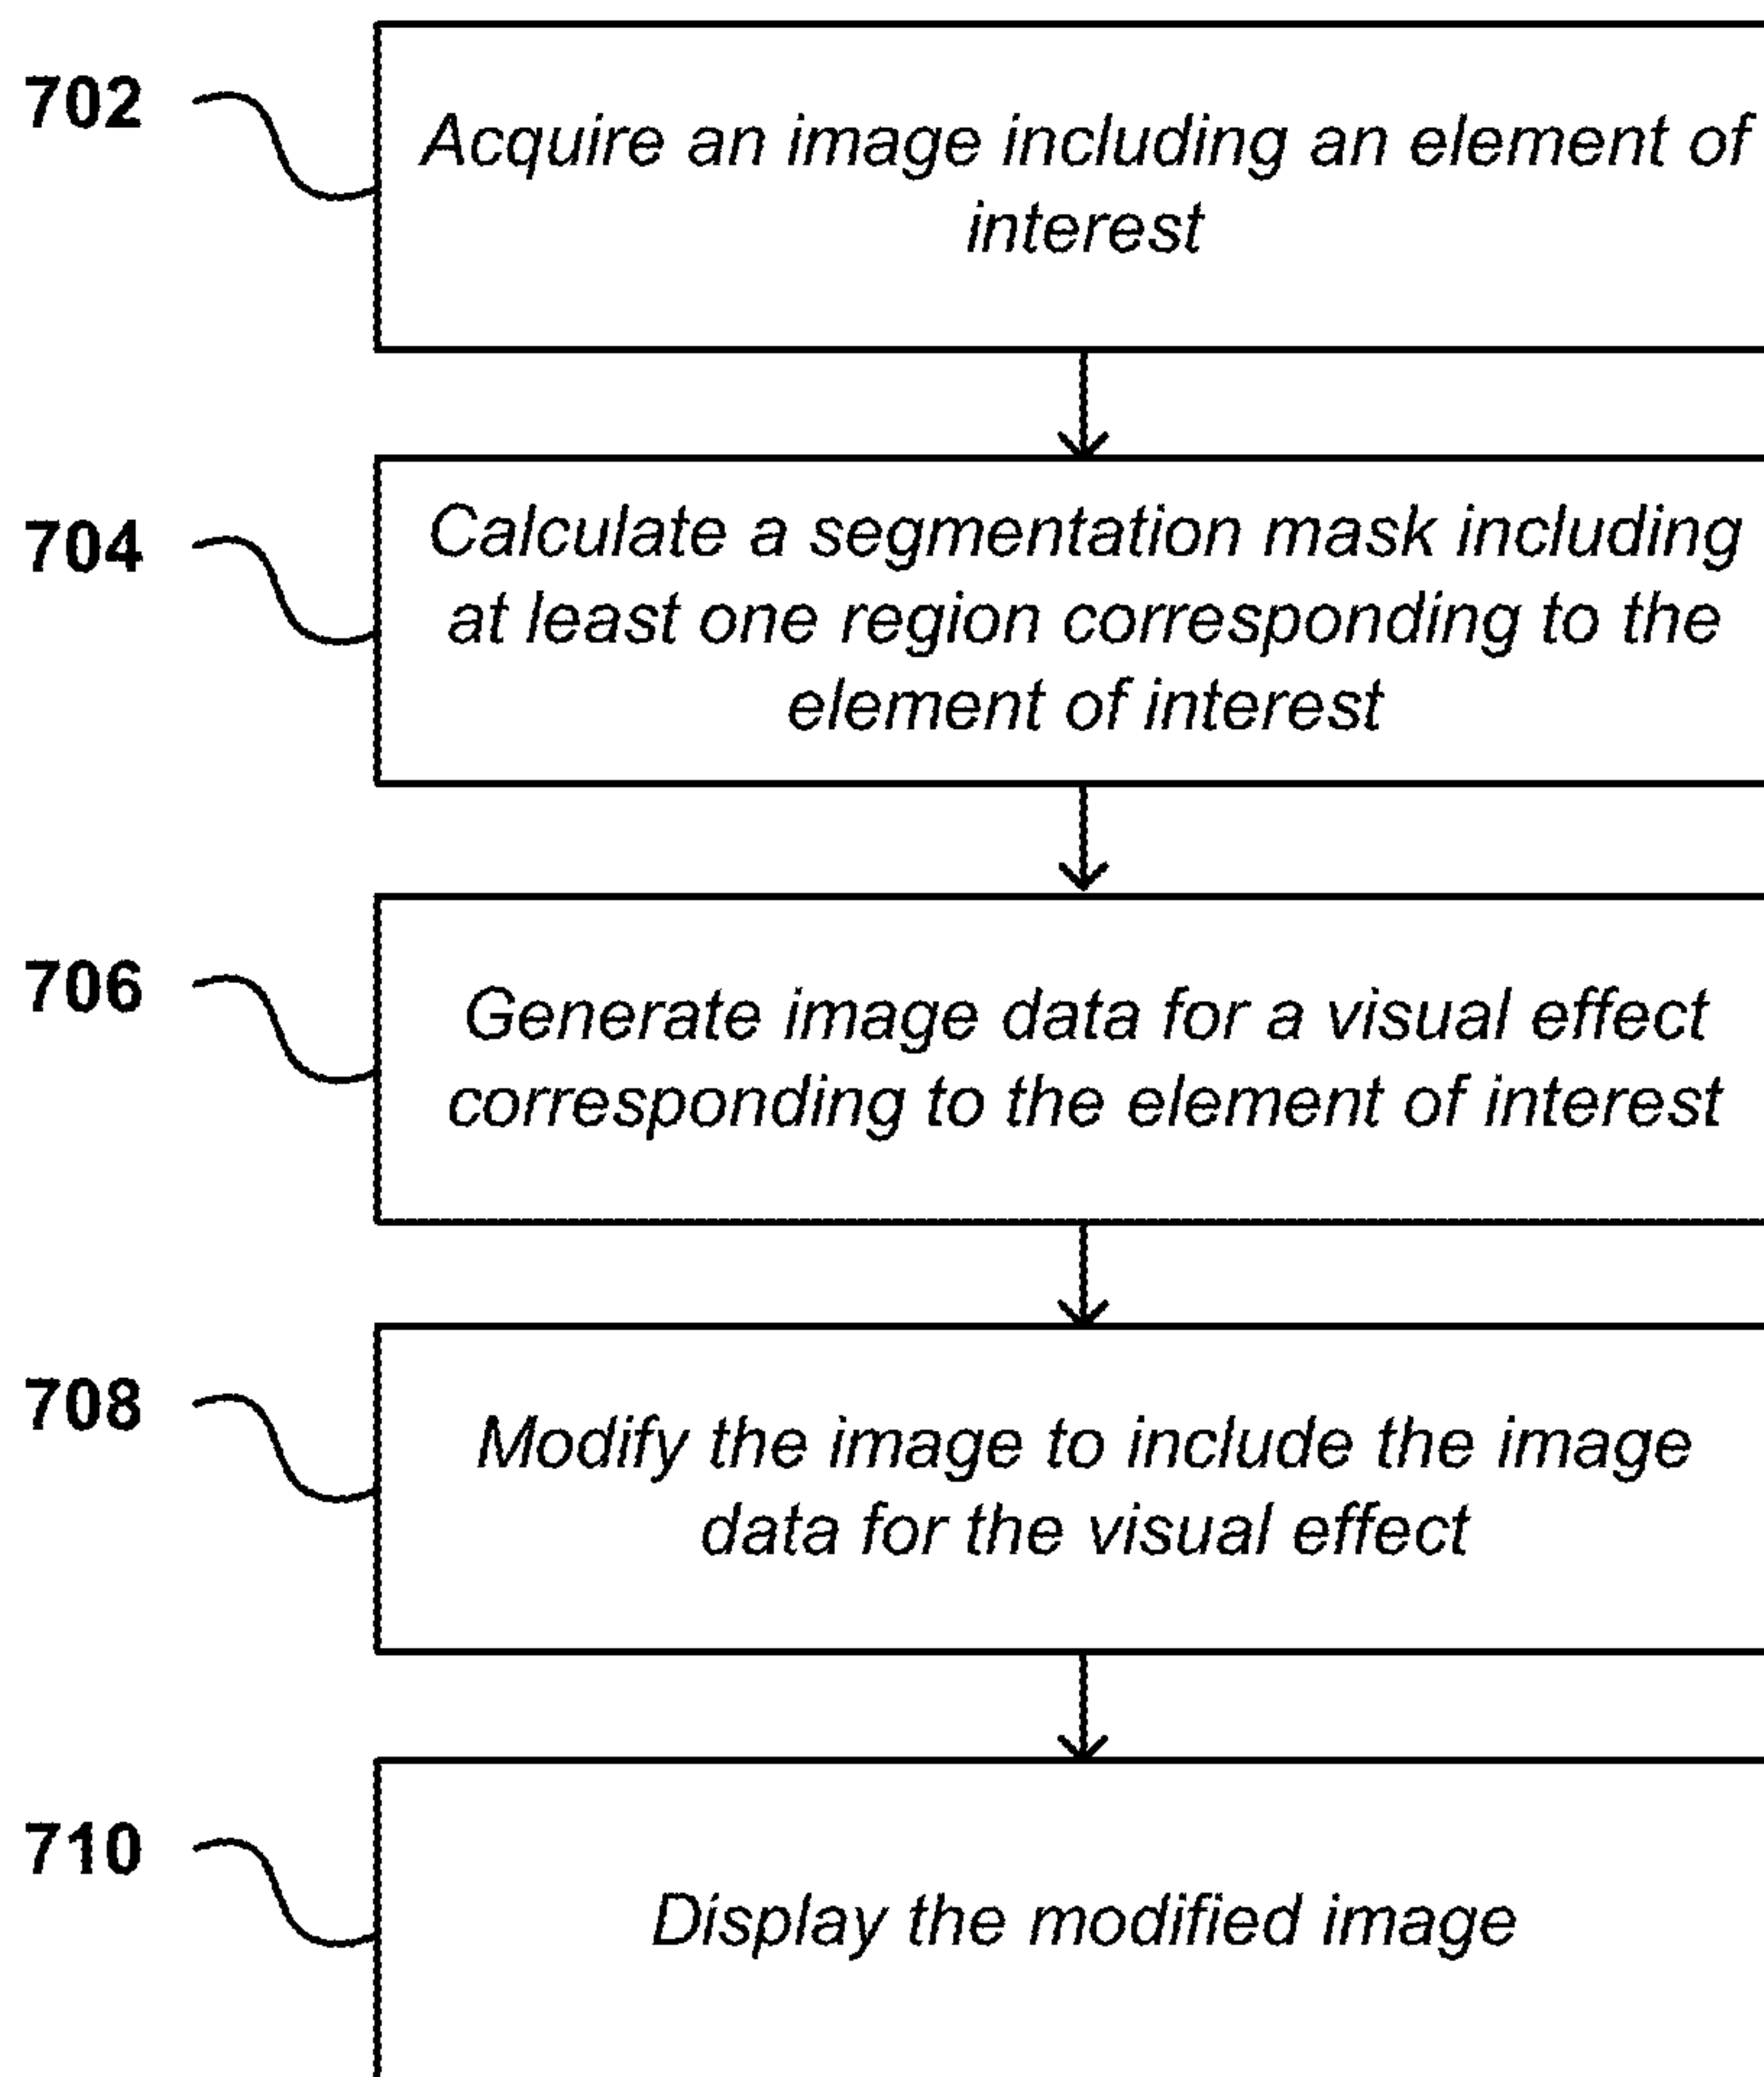 702
Acquire an image including an element of
interest
704
Calculate a segmentation mask including
at least one region corresponding to the
element of interest
706
Generate image data for a visual effect
corresponding to the element of interest
708
Modify the image to include the image
data for the visual effect
710
Display the modified image